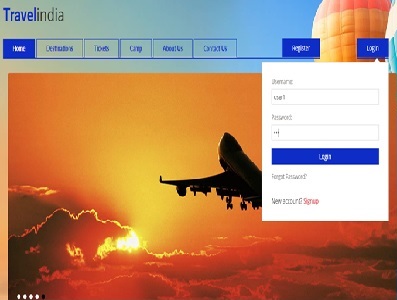 Travelindia
Home Destinations Tickets Camp About Us Contact Us Register Login
Username:
user1
Password:
Login
Forgot Password?
New account? Signup